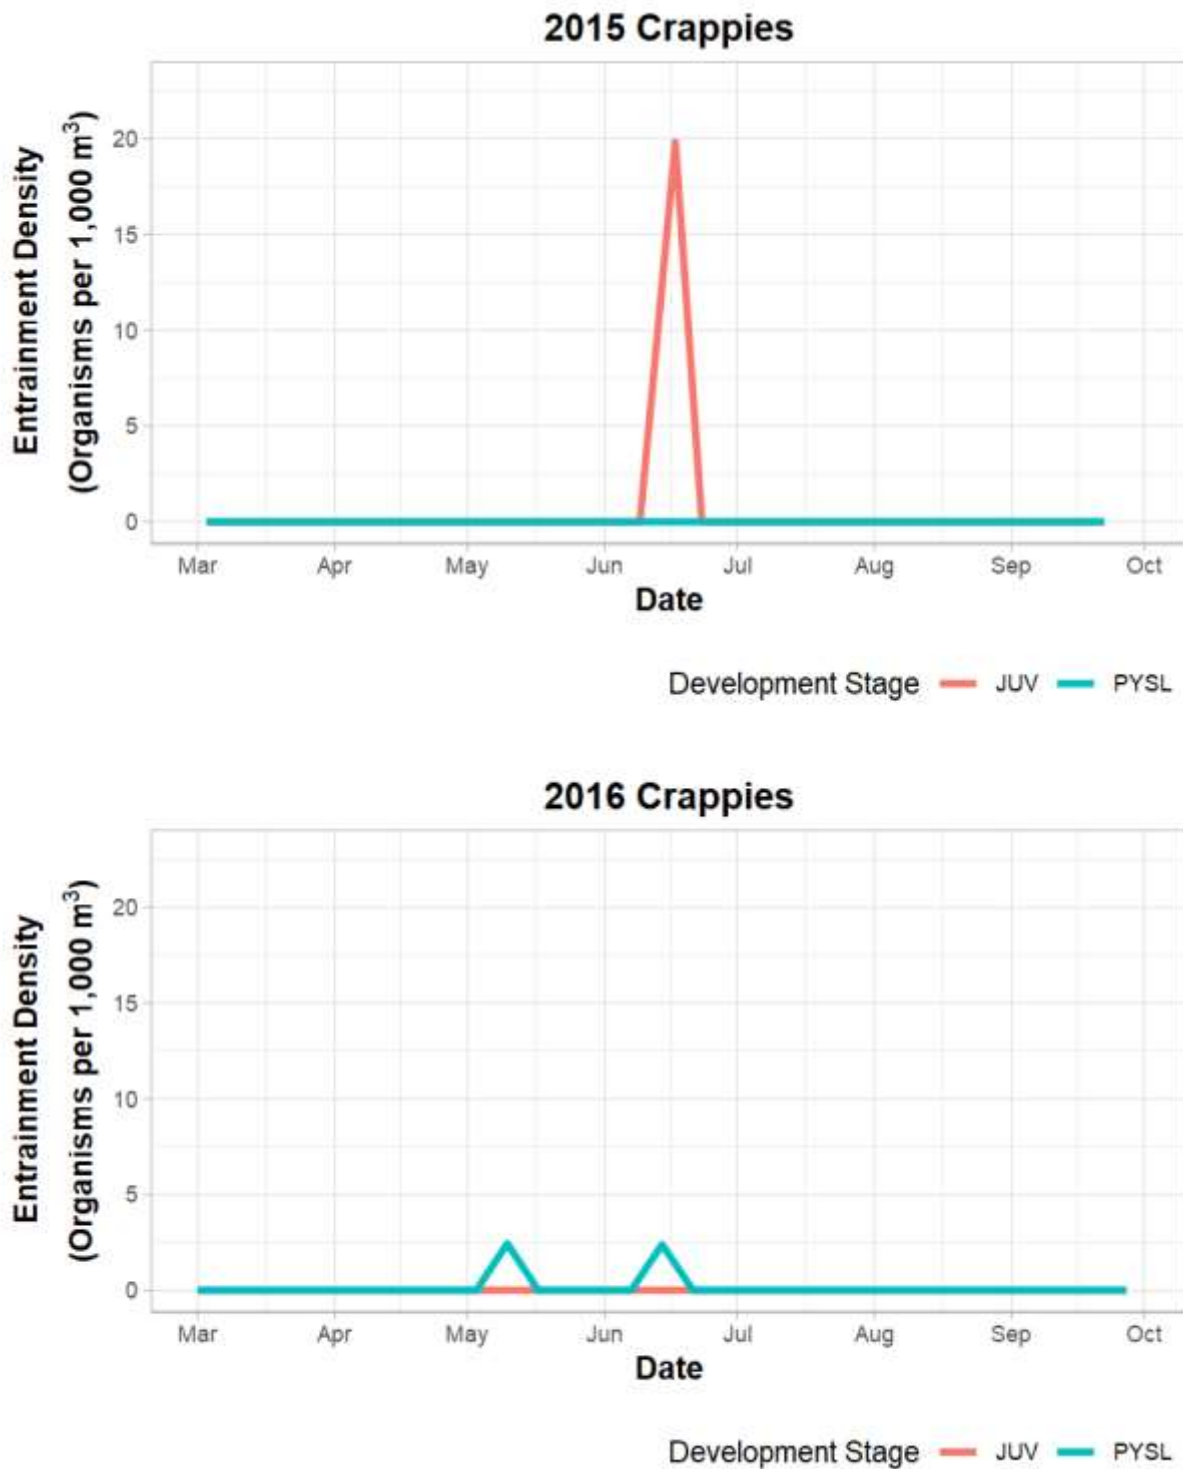 2015 Crappies
Entrainment Density
(Organisms per 1,000 m³)
20
15
10
5
0
Mar Apr May Jun Jul Aug Sep Oct
Date
Development Stage JUV PYSL
2016 Crappies
Entrainment Density
(Organisms per 1,000 m³)
20
15
10
5
0
Mar Apr May Jun Jul Aug Sep Oct
Date
Development Stage JUV PYSL